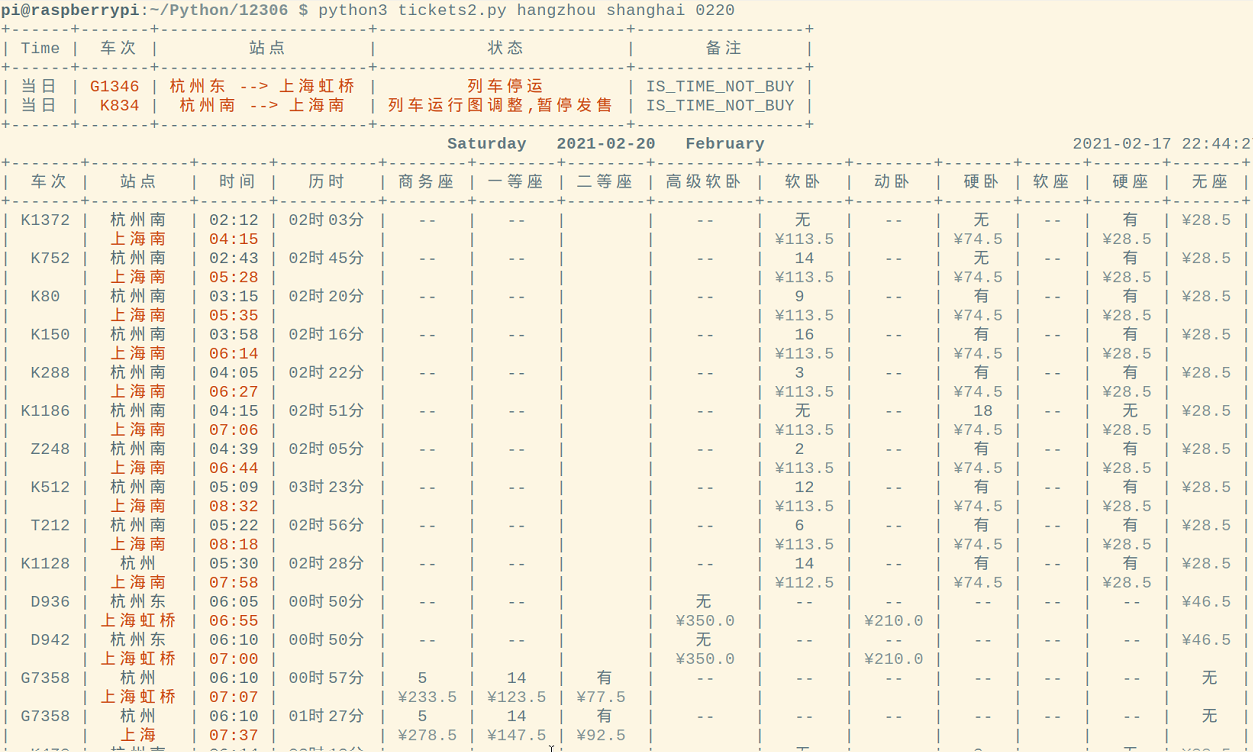 pi@raspberrypi:~/Python/12306 $ python3 tickets2.py hangzhou shanghai 0220
+------+-------+---------------------+-------------------------+-----------------+
| Time | 车次 | 站点 | 状态 | 备注 |
+------+-------+---------------------+-------------------------+-----------------+
| 当日 | G1346 | 杭州东 --> 上海虹桥 | 列车停运 | IS_TIME_NOT_BUY |
| 当日 | K834 | 杭州南 --> 上海南 | 列车运行图调整,暂停发售 | IS_TIME_NOT_BUY |
+------+-------+---------------------+-------------------------+-----------------+
Saturday 2021-02-20 February 2021-02-17 22:44:2
+-------+----------+-------+----------+--------+--------+--------+----------+--------+--------+-------+------+-------+-------+
| 车次 | 站点 | 时间 | 历时 | 商务座 | 一等座 | 二等座 | 高级软卧 | 软卧 | 动卧 | 硬卧 | 软座 | 硬座 | 无座 |
+-------+----------+-------+----------+--------+--------+--------+----------+--------+--------+-------+------+-------+-------+
| K1372 | 杭州南 | 02:12 | 02时03分 | -- | -- | | -- | 无 | -- | 无 | -- | 有 | ¥28.5 |
| | 上海南 | 04:15 | | | | | | ¥113.5 | | ¥74.5 | | ¥28.5 | |
| K752 | 杭州南 | 02:43 | 02时45分 | -- | -- | | -- | 14 | -- | 无 | -- | 有 | ¥28.5 |
| | 上海南 | 05:28 | | | | | | ¥113.5 | | ¥74.5 | | ¥28.5 | |
| K80 | 杭州南 | 03:15 | 02时20分 | -- | -- | | -- | 9 | -- | 有 | -- | 有 | ¥28.5 |
| | 上海南 | 05:35 | | | | | | ¥113.5 | | ¥74.5 | | ¥28.5 | |
| K150 | 杭州南 | 03:58 | 02时16分 | -- | -- | | -- | 16 | -- | 有 | -- | 有 | ¥28.5 |
| | 上海南 | 06:14 | | | | | | ¥113.5 | | ¥74.5 | | ¥28.5 | |
| K288 | 杭州南 | 04:05 | 02时22分 | -- | -- | | -- | 3 | -- | 有 | -- | 有 | ¥28.5 |
| | 上海南 | 06:27 | | | | | | ¥113.5 | | ¥74.5 | | ¥28.5 | |
| K1186 | 杭州南 | 04:15 | 02时51分 | -- | -- | | -- | 无 | -- | 18 | -- | 无 | ¥28.5 |
| | 上海南 | 07:06 | | | | | | ¥113.5 | | ¥74.5 | | ¥28.5 | |
| Z248 | 杭州南 | 04:39 | 02时05分 | -- | -- | | -- | 2 | -- | 有 | -- | 有 | ¥28.5 |
| | 上海南 | 06:44 | | | | | | ¥113.5 | | ¥74.5 | | ¥28.5 | |
| K512 | 杭州南 | 05:09 | 03时23分 | -- | -- | | -- | 12 | -- | 有 | -- | 有 | ¥28.5 |
| | 上海南 | 08:32 | | | | | | ¥113.5 | | ¥74.5 | | ¥28.5 | |
| T212 | 杭州南 | 05:22 | 02时56分 | -- | -- | | -- | 6 | -- | 有 | -- | 有 | ¥28.5 |
| | 上海南 | 08:18 | | | | | | ¥113.5 | | ¥74.5 | | ¥28.5 | |
| K1128 | 杭州 | 05:30 | 02时28分 | -- | -- | | -- | 14 | -- | 有 | -- | 有 | ¥28.5 |
| | 上海南 | 07:58 | | | | | | ¥112.5 | | ¥74.5 | | ¥28.5 | |
| D936 | 杭州东 | 06:05 | 00时50分 | -- | -- | | 无 | -- | -- | -- | -- | -- | ¥46.5 |
| | 上海虹桥 | 06:55 | | | | | ¥350.0 | | ¥210.0 | | | | |
| D942 | 杭州东 | 06:10 | 00时50分 | -- | -- | | 无 | -- | -- | -- | -- | -- | ¥46.5 |
| | 上海虹桥 | 07:00 | | | | | ¥350.0 | | ¥210.0 | | | | |
| G7358 | 杭州 | 06:10 | 00时57分 | 5 | 14 | 有 | -- | -- | -- | -- | -- | -- | 无 |
| | 上海虹桥 | 07:07 | | ¥233.5 | ¥123.5 | ¥77.5 | | | | | | | |
| G7358 | 杭州 | 06:10 | 01时27分 | 5 | 14 | 有 | -- | -- | -- | -- | -- | -- | 无 |
| | 上海 | 07:37 | | ¥278.5 | ¥147.5 | ¥92.5 | | | | | | | |